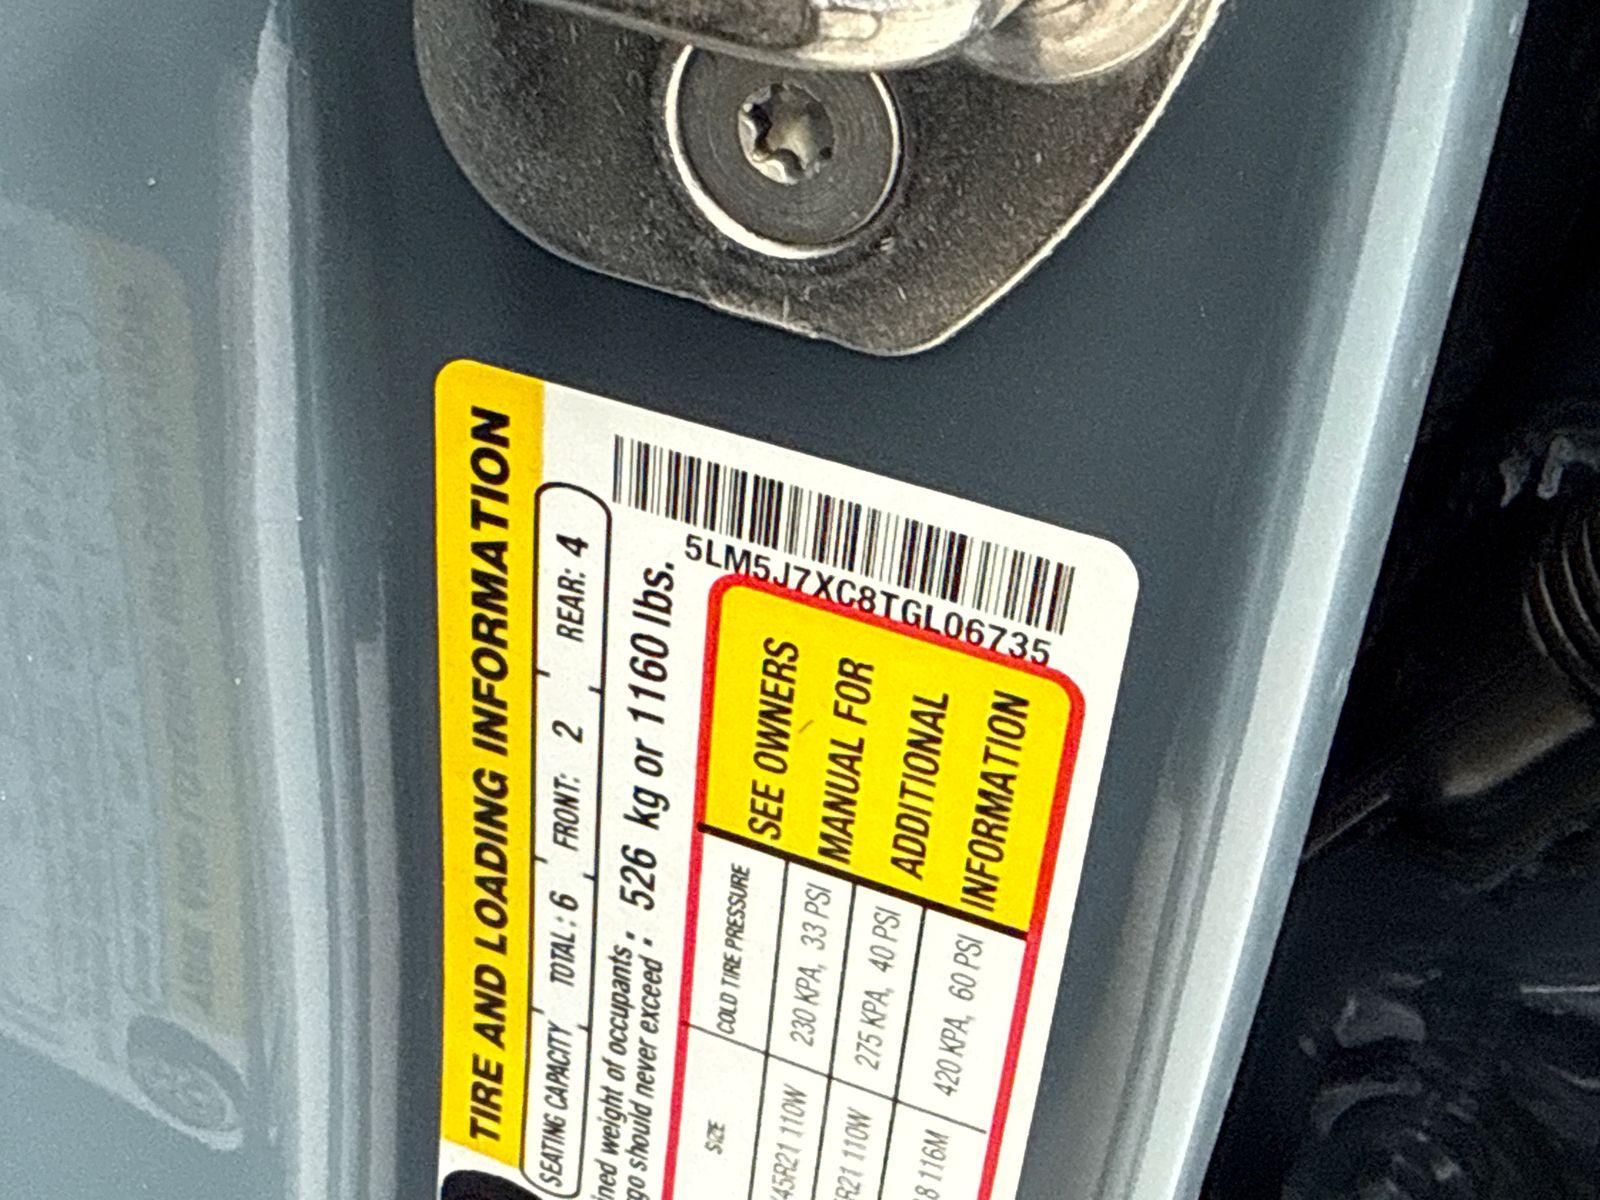 TIRE AND LOADING INFORMATION
SEATING CAPACITY TOTAL: 6 FRONT: 2 REAR: 4
weight of occupants
should never exceed : 526 kg or 1160 lbs.
5LM5J7XC8TGL06735
SIZE COLD TIRE PRESSURE
45R21 110W 230 KPA, 33 PSI
R21 110W 275 KPA, 40 PSI
8 116M 420 KPA, 60 PSI
SEE OWNERS
MANUAL FOR
ADDITIONAL
INFORMATION